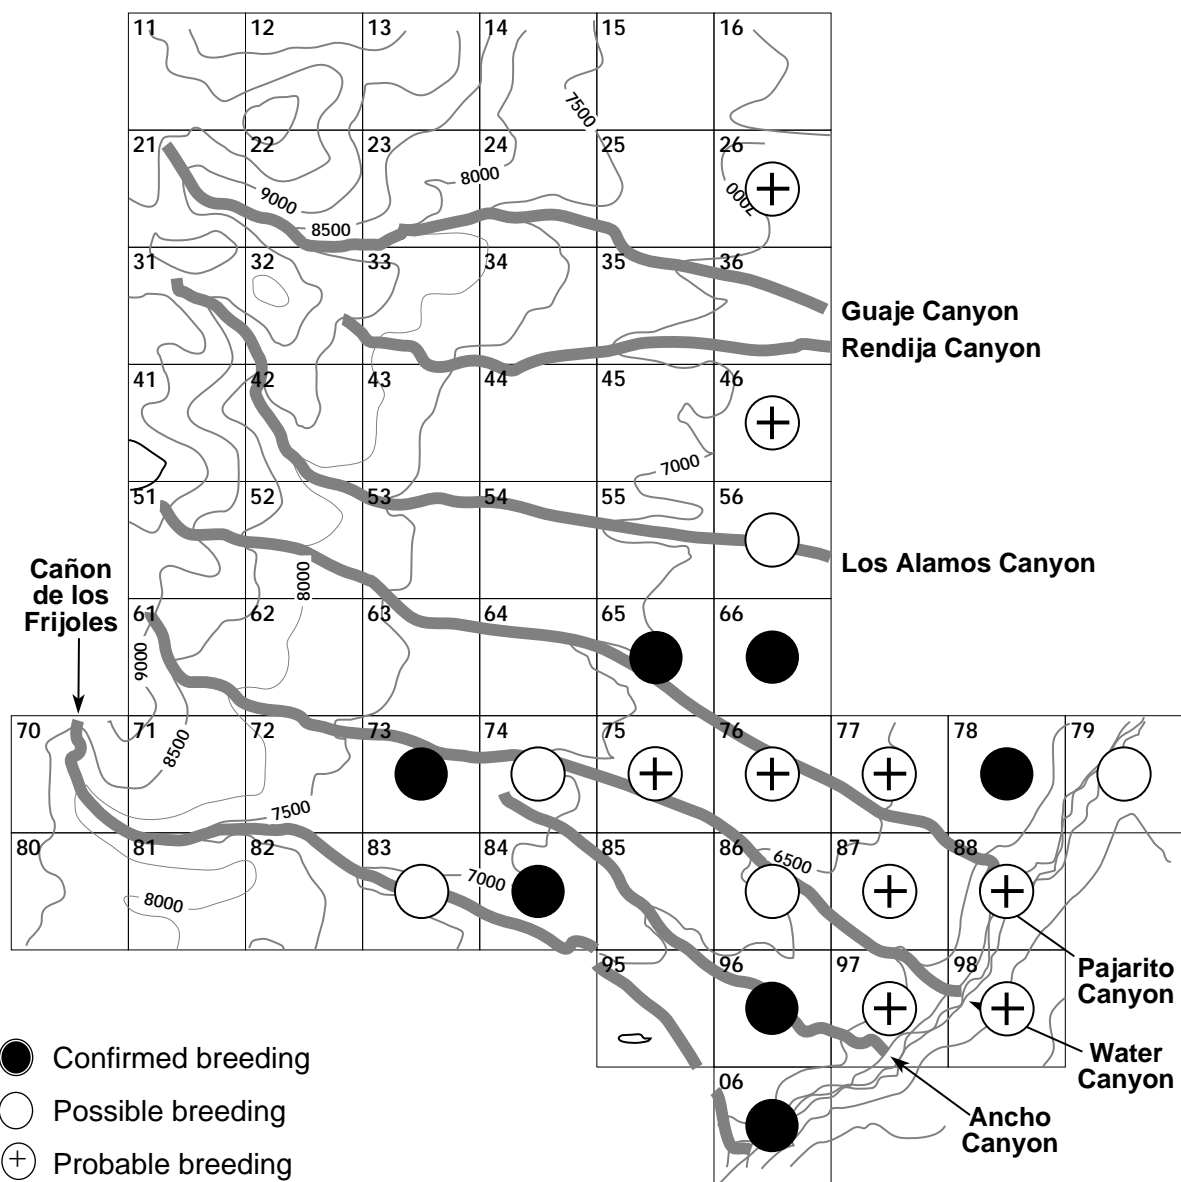 11 12 13 14 15 16
7500
21 22 23 24 25 26
8000
9000
7000
8500
31 32 33 34 35 36
Guaje Canyon
Rendija Canyon
41 42 43 44 45 46
7000
51 52 53 54 55 56
Los Alamos Canyon
8000
Cañon
de los
Frijoles
61 62 63 64 65 66
9000
70 71 72 73 74 75 76 77 78 79
8500
7500
80 81 82 83 84 85 86 87 88
6500
7000
8000
95 96 97 98
Pajarito
Canyon
Water
Canyon
06
Ancho
Canyon
Confirmed breeding
Possible breeding
Probable breeding